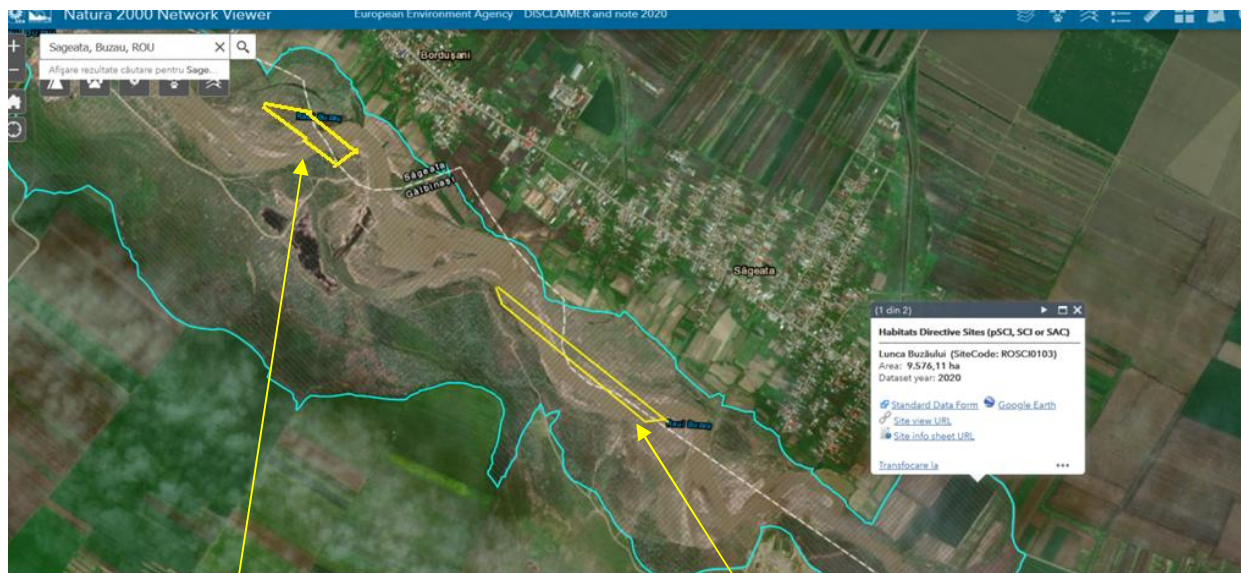 Natura 2000 Network Viewer
European Environment Agency DISCLAIMER and note 2020
Sageata, Buzau, ROU
Afișare rezultate căutare pentru Sage...
Bordușani
Săgeata
Gălbinași
Săgeata
(1 din 2)
Habitats Directive Sites (pSCI, SCI or SAC)
Lunca Buzăului (SiteCode: ROSCI0103)
Area: 9.576,11 ha
Dataset year: 2020
Standard Data Form Google Earth
Site view URL
Site info sheet URL
Transfocare la